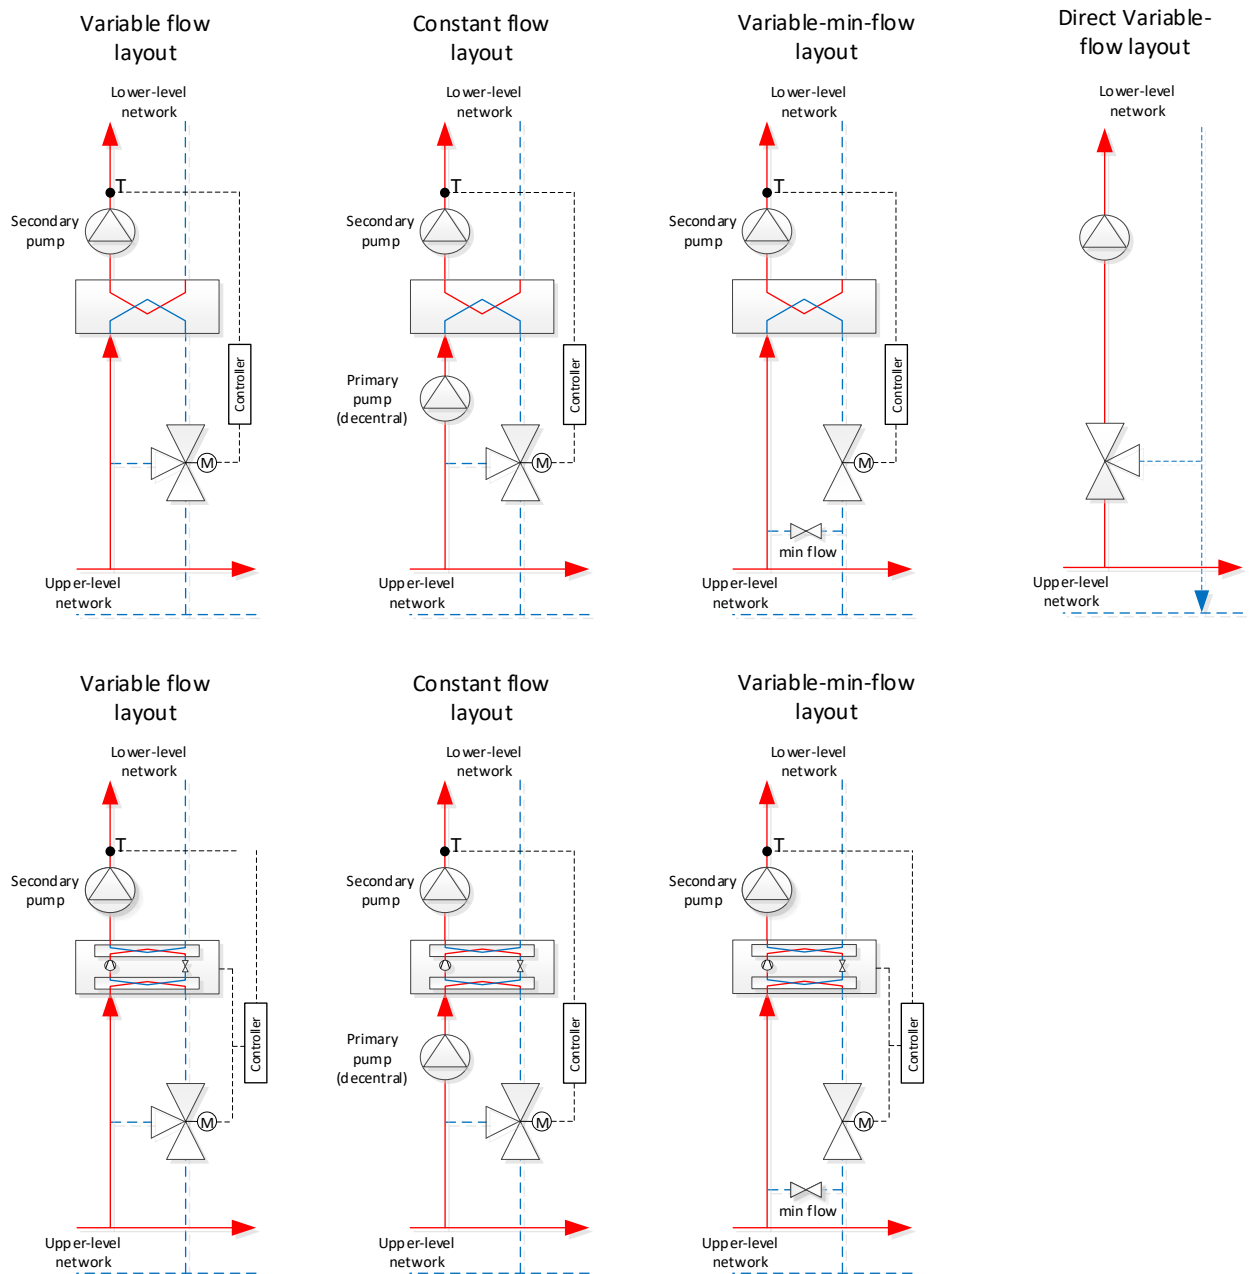 Variable flow
layout
Constant flow
layout
Variable-min-flow
layout
Direct Variable-
flow layout
Lower-level
network
Lower-level
network
Lower-level
network
Lower-level
network
T
T
T
Secondary
pump
Secondary
pump
Secondary
pump
Controller
Controller
Controller
Primary
pump
(decentral)
M
M
M
min flow
Upper-level
network
Upper-level
network
Upper-level
network
Upper-level
network
Variable flow
layout
Constant flow
layout
Variable-min-flow
layout
Lower-level
network
Lower-level
network
Lower-level
network
T
T
T
Secondary
pump
Secondary
pump
Secondary
pump
Controller
Controller
Controller
Primary
pump
(decentral)
M
M
M
min flow
Upper-level
network
Upper-level
network
Upper-level
network